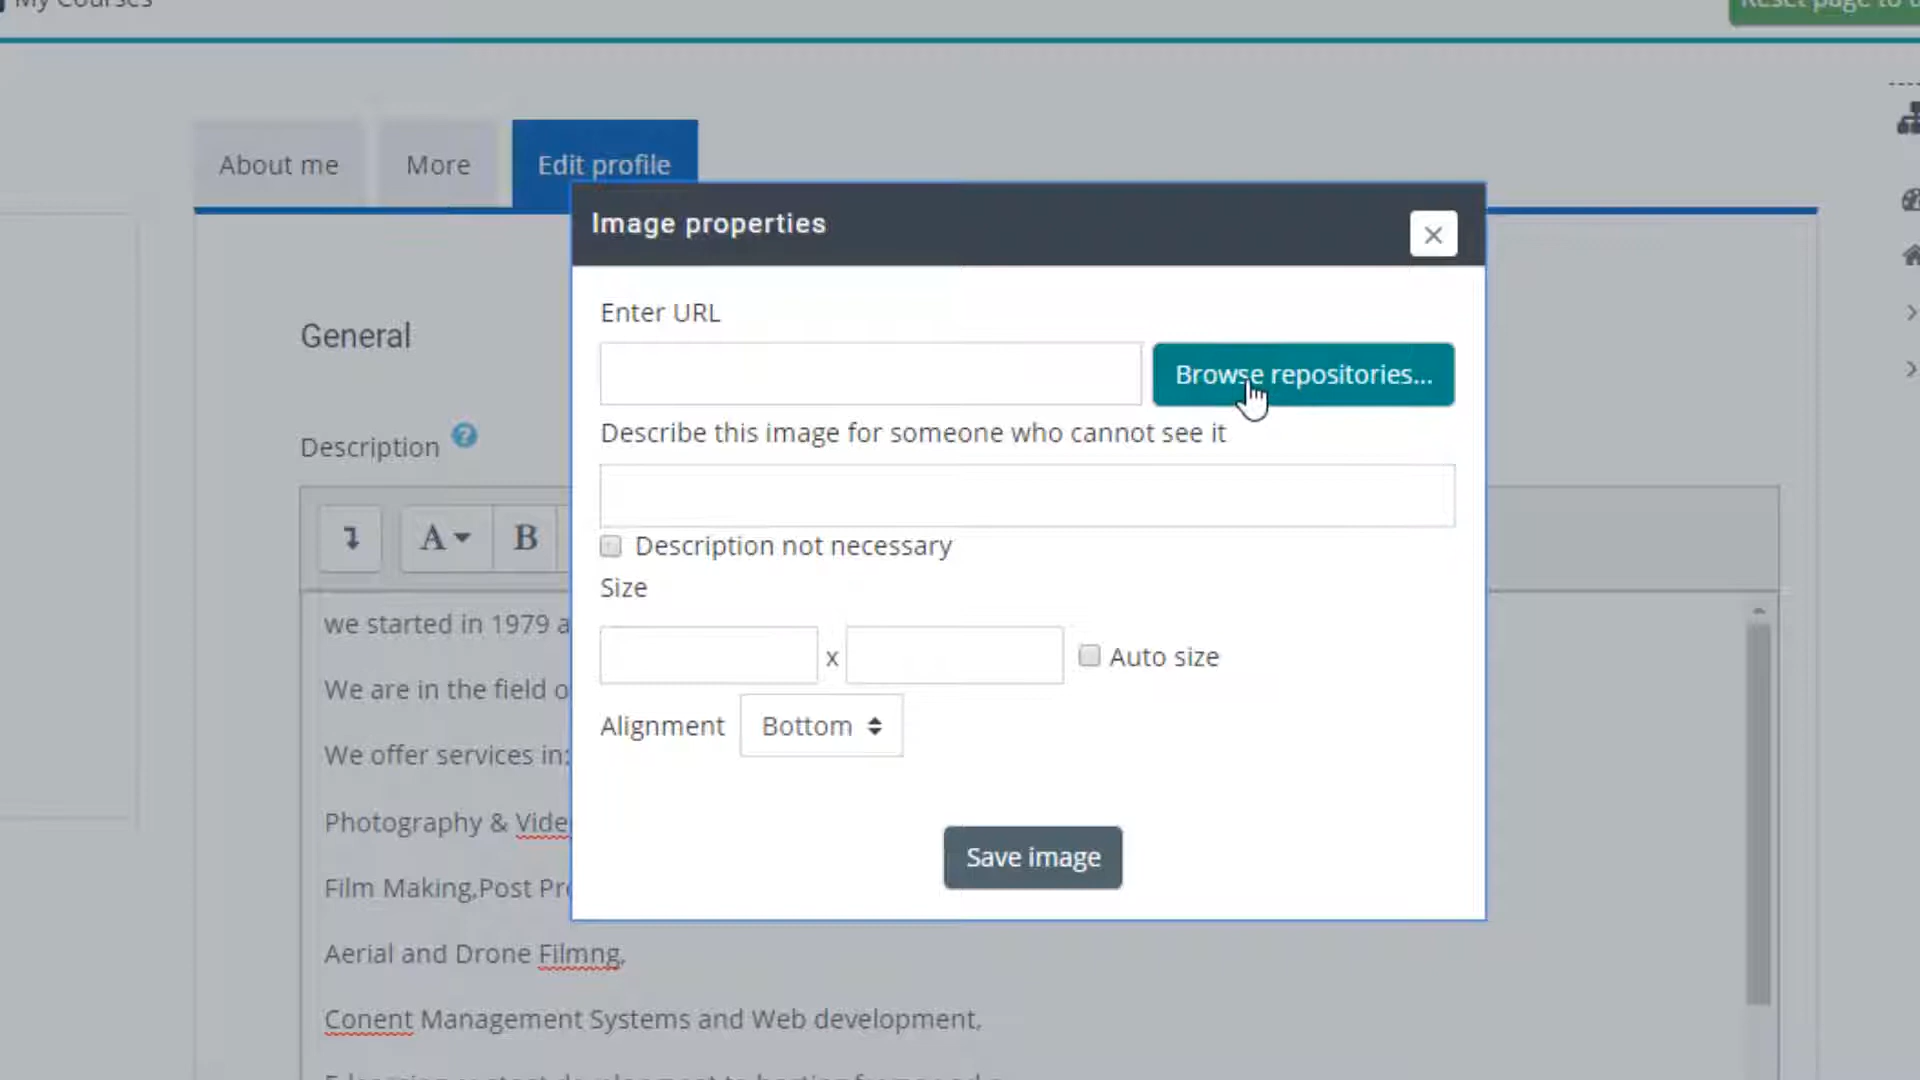 My Courses
Reset page to
About me
More
Edit profile
Image properties
Enter URL
Browse repositories...
General
Describe this image for someone who cannot see it
Description
Description not necessary
A
B
Size
we started in 1979 a
x
Auto size
We are in the field o
Alignment
Bottom
We offer services in:
Photography & Vide
Save image
Film Making,Post Pr
Aerial and Drone Filmng,
Conent Management Systems and Web development,